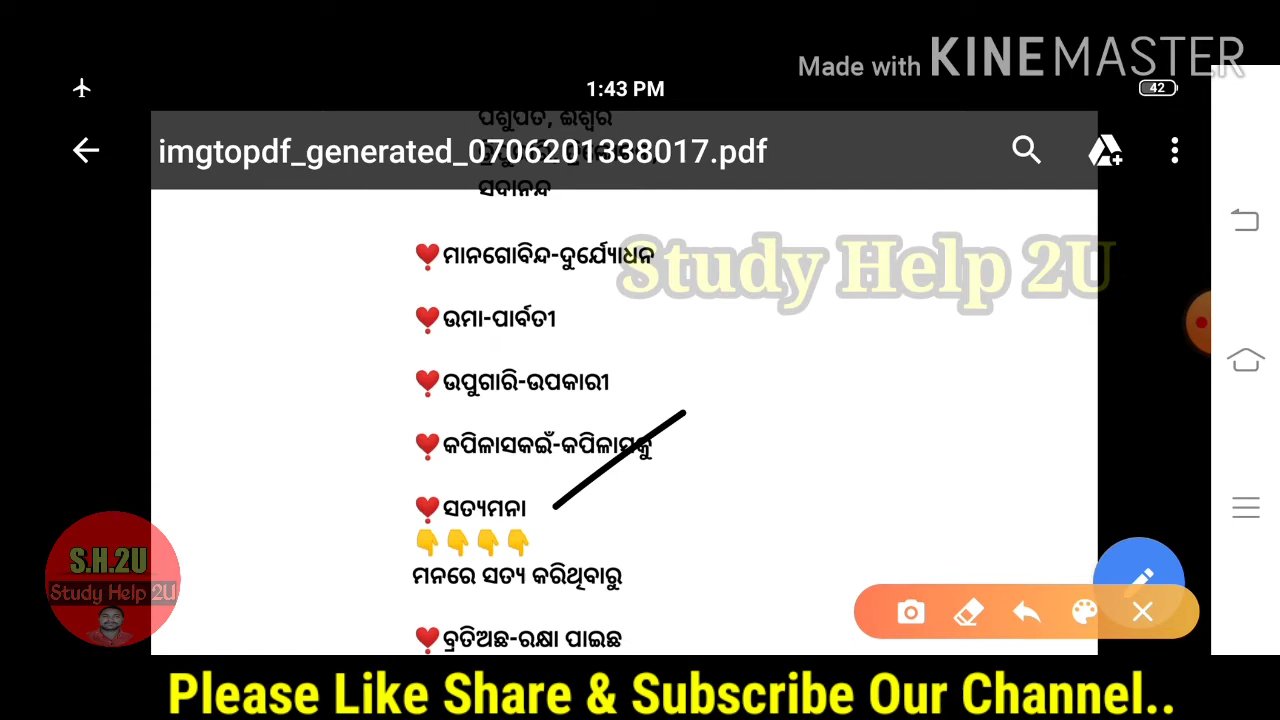 Made with KINEMASTER
1:43 PM
42
ପଶୁପତି, ଈଶ୍ୱର
imgtopdf_generated_0706201338017.pdf
ସଦାନନ୍ଦ
Study Help 2U
❣ମାନଗୋବିନ୍ଦ-ଦୁର୍ଯ୍ୟୋଧନ
❣ଉମା-ପାର୍ବତୀ
❣ଉପୁଗାରି-ଉପକାରୀ
❣କପିଳାସକଇଁ-କପିଳାସକୁ
❣ସତ୍ୟମନା
👇👇👇👇
ମନରେ ସତ୍ୟ କରିଥିବାରୁ
❣ବ୍ରତିଅଛ-ରକ୍ଷା ପାଇଛ
S.H.2U
Study Help 2U
Please Like Share & Subscribe Our Channel..